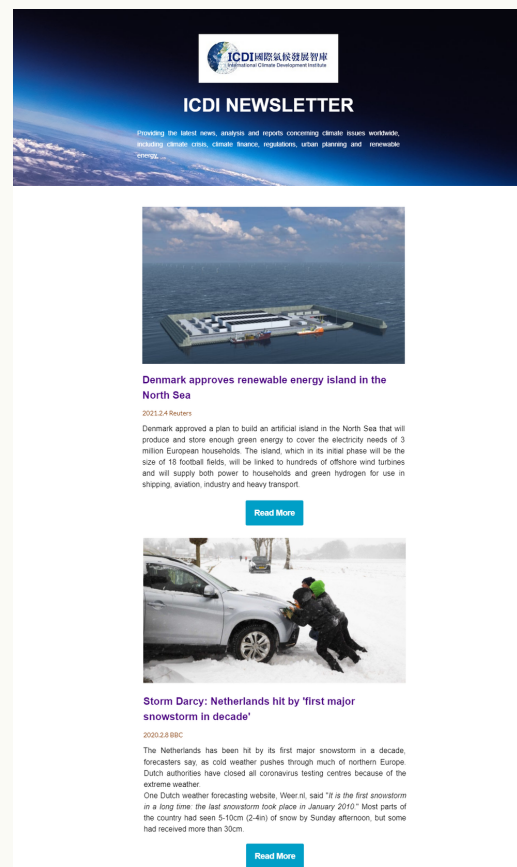 ICDI國際氣候發展智庫
International Climate Development Institute
ICDI NEWSLETTER
Providing the latest news, analysis and reports concerning climate issues worldwide,
including climate crisis, climate finance, regulations, urban planning and renewable
energy, ...
Denmark approves renewable energy island in the
North Sea
2021.2.4 Reuters
Denmark approved a plan to build an artificial island in the North Sea that will
produce and store enough green energy to cover the electricity needs of 3
million European households. The island, which in its initial phase will be the
size of 18 football fields, will be linked to hundreds of offshore wind turbines
and will supply both power to households and green hydrogen for use in
shipping, aviation, industry and heavy transport.
Read More
Storm Darcy: Netherlands hit by 'first major
snowstorm in decade'
2020.2.8 BBC
The Netherlands has been hit by its first major snowstorm in a decade,
forecasters say, as cold weather pushes through much of northern Europe.
Dutch authorities have closed all coronavirus testing centres because of the
extreme weather.
One Dutch weather forecasting website, Weer.nl, said "It is the first snowstorm
in a long time: the last snowstorm took place in January 2010." Most parts of
the country had seen 5-10cm (2-4in) of snow by Sunday afternoon, but some
had received more than 30cm.
Read More